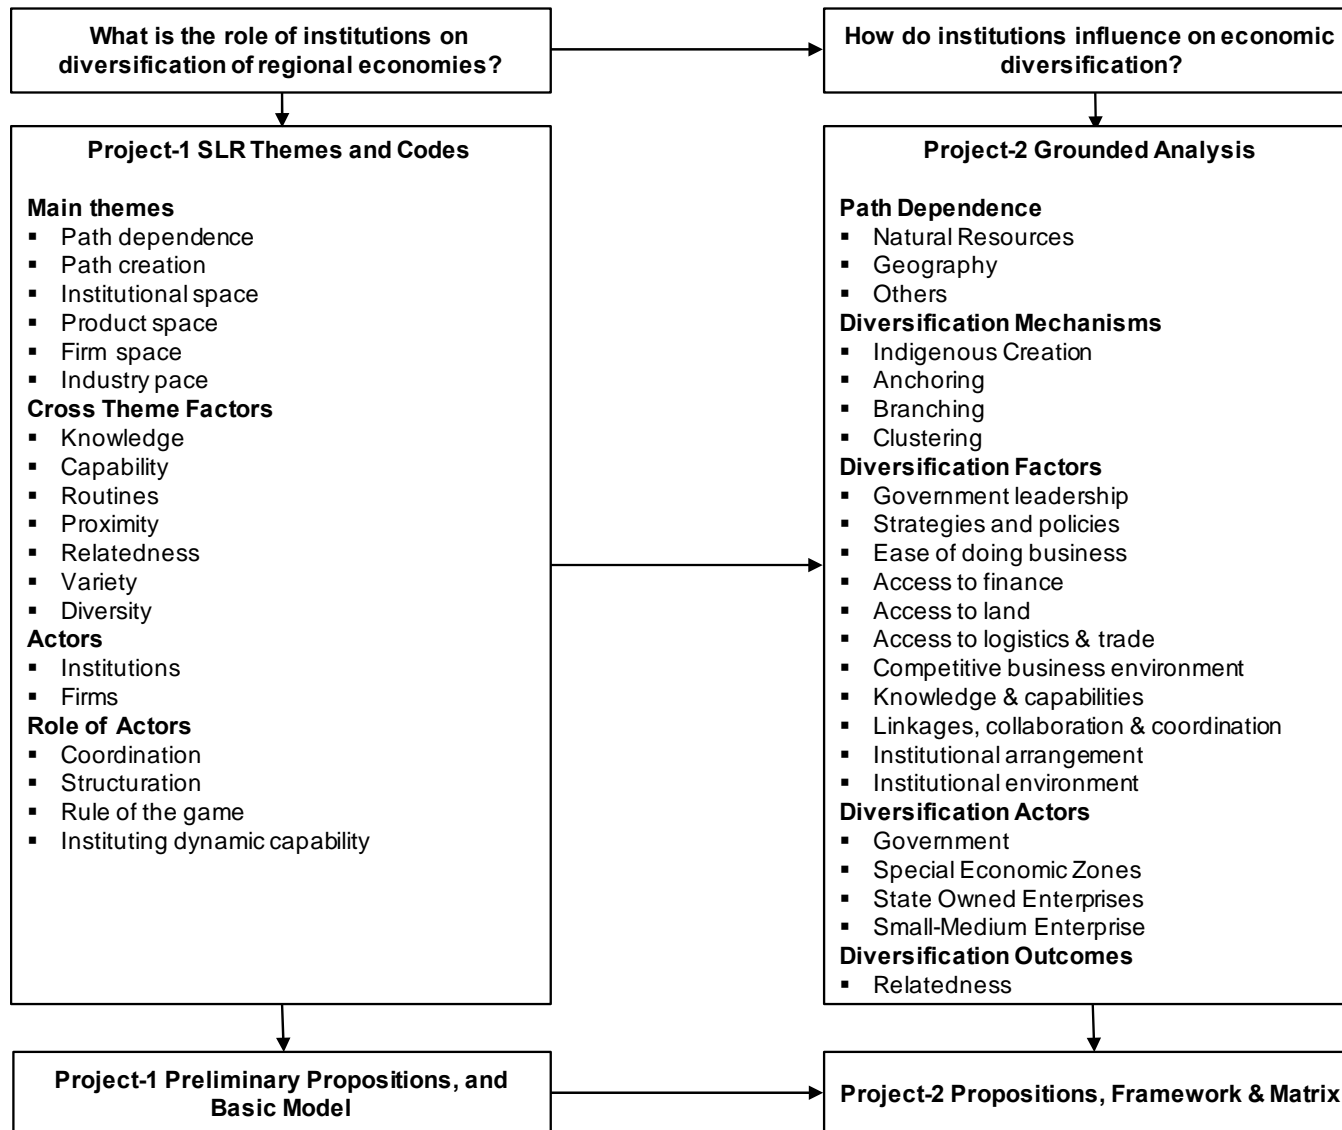 What is the role of institutions on
diversification of regional economies?
How do institutions influence on economic
diversification?
Project-1 SLR Themes and Codes
Main themes
▪ Path dependence
▪ Path creation
▪ Institutional space
▪ Product space
▪ Firm space
▪ Industry pace
Cross Theme Factors
▪ Knowledge
▪ Capability
▪ Routines
▪ Proximity
▪ Relatedness
▪ Variety
▪ Diversity
Actors
▪ Institutions
▪ Firms
Role of Actors
▪ Coordination
▪ Structuration
▪ Rule of the game
▪ Instituting dynamic capability
Project-2 Grounded Analysis
Path Dependence
▪ Natural Resources
▪ Geography
▪ Others
Diversification Mechanisms
▪ Indigenous Creation
▪ Anchoring
▪ Branching
▪ Clustering
Diversification Factors
▪ Government leadership
▪ Strategies and policies
▪ Ease of doing business
▪ Access to finance
▪ Access to land
▪ Access to logistics & trade
▪ Competitive business environment
▪ Knowledge & capabilities
▪ Linkages, collaboration & coordination
▪ Institutional arrangement
▪ Institutional environment
Diversification Actors
▪ Government
▪ Special Economic Zones
▪ State Owned Enterprises
▪ Small-Medium Enterprise
Diversification Outcomes
▪ Relatedness
Project-1 Preliminary Propositions, and
Basic Model
Project-2 Propositions, Framework & Matrix